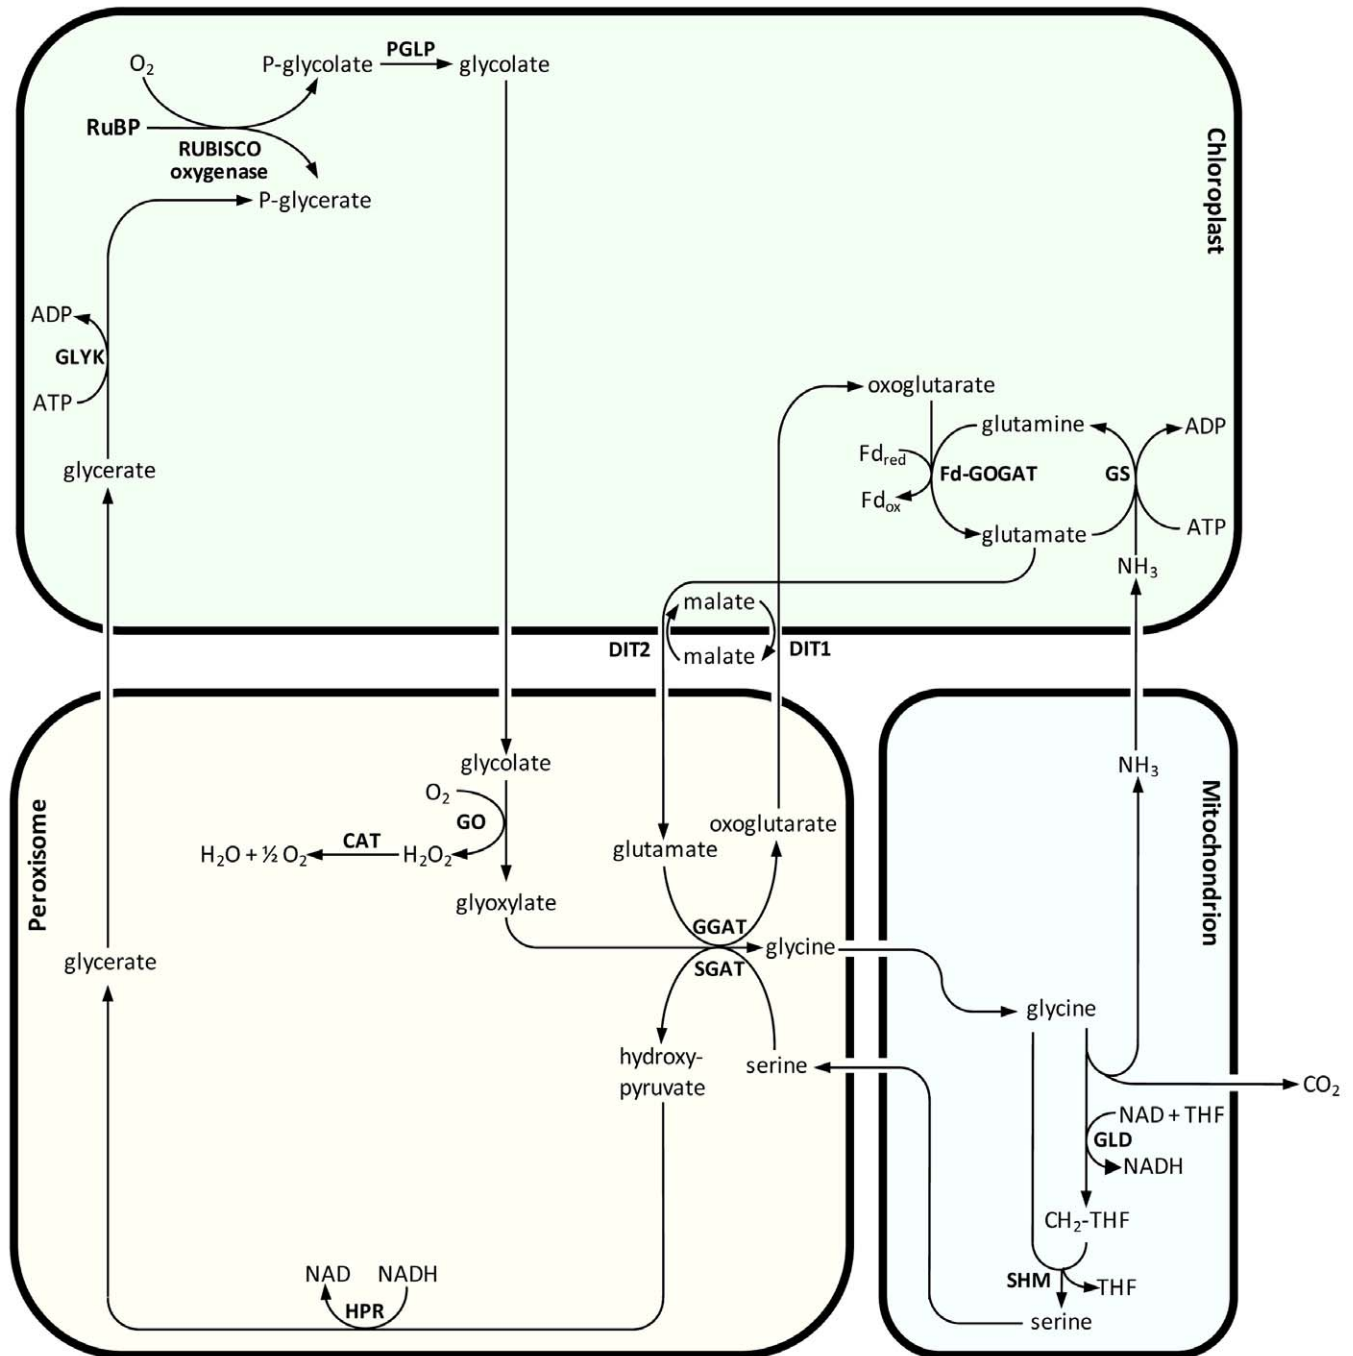 O₂
P-glycolate
PGLP
glycolate
RuBP
RUBISCO
oxygenase
P-glycerate
Chloroplast
ADP
GLYK
ATP
glycerate
oxoglutarate
glutamine
ADP
Fdred
Fd-GOGAT
GS
Fdox
glutamate
ATP
NH₃
malate
DIT2
malate
DIT1
Peroxisome
glycolate
O₂
GO
H₂O + ½ O₂
CAT
H₂O₂
glyoxylate
glutamate
oxoglutarate
GGAT
SGAT
glycine
glycerate
hydroxy-
pyruvate
serine
NAD
NADH
HPR
Mitochondrion
NH₃
glycine
CO₂
NAD + THF
GLD
NADH
CH₂-THF
SHM
THF
serine